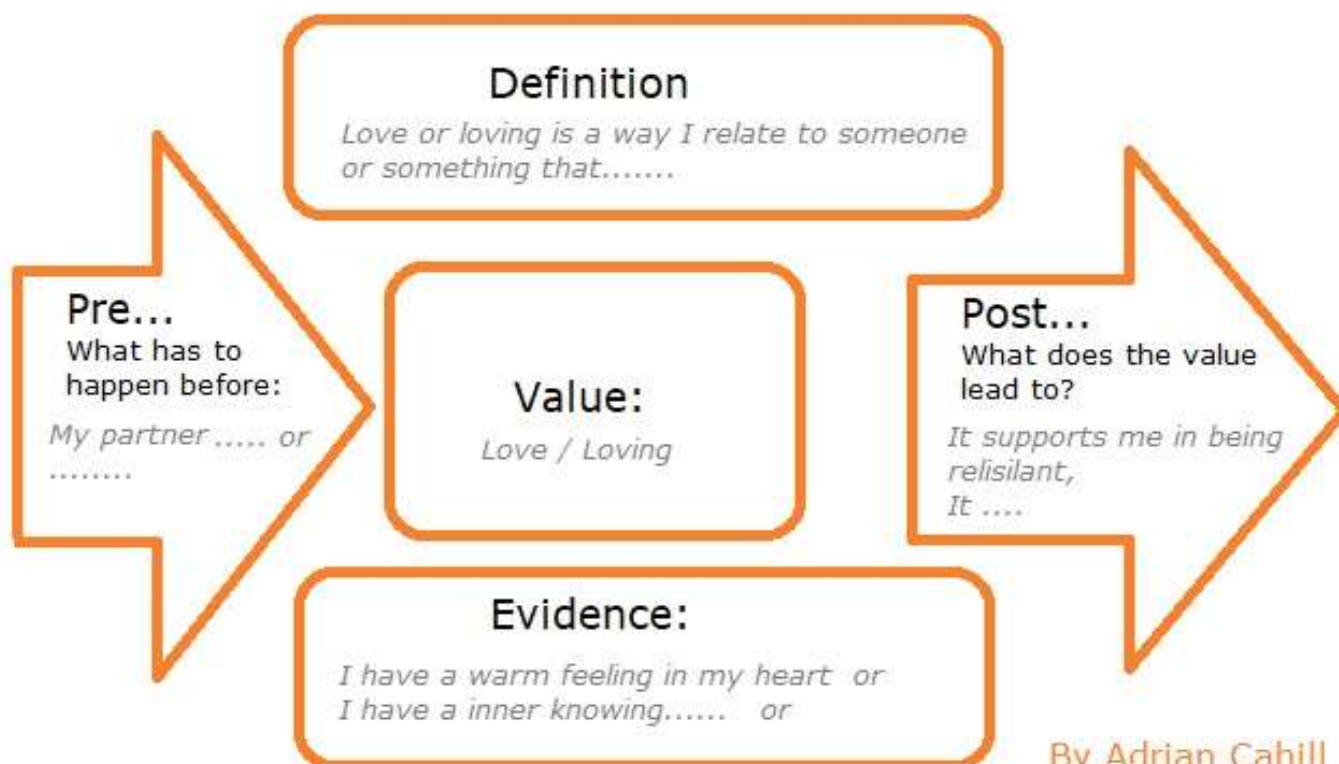 Definition
Love or loving is a way I relate to someone
or something that.......
Pre...
What has to
happen before:
My partner ..... or
........
Value:
Love / Loving
Post...
What does the value
lead to?
It supports me in being
relisilant,
It ....
Evidence:
I have a warm feeling in my heart or
I have a inner knowing...... or
By Adrian Cahill